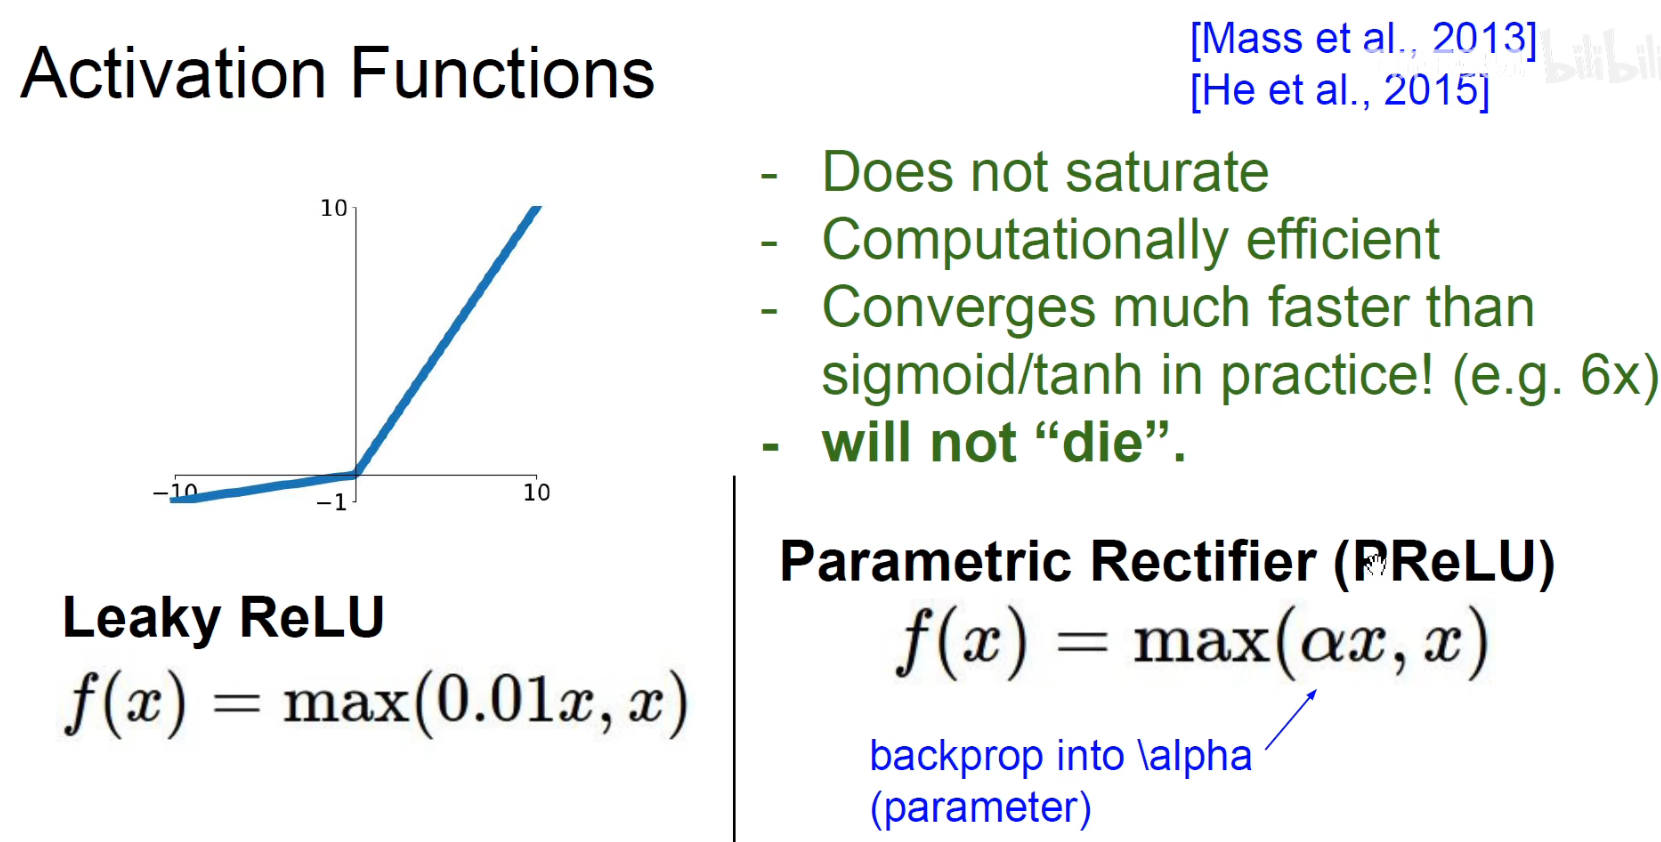 Activation Functions
[Mass et al., 2013]
[He et al., 2015]
bilibili
- Does not saturate
- Computationally efficient
- Converges much faster than
sigmoid/tanh in practice! (e.g. 6x)
- will not “die”.
10
−10
−1
10
Leaky ReLU
f(x) = max(0.01x, x)
Parametric Rectifier (PReLU)
f(x) = max(αx, x)
backprop into \alpha
(parameter)